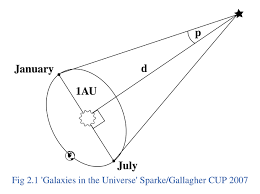 p
January
d
1AU
July
Fig 2.1 'Galaxies in the Universe' Sparke/Gallagher CUP 2007